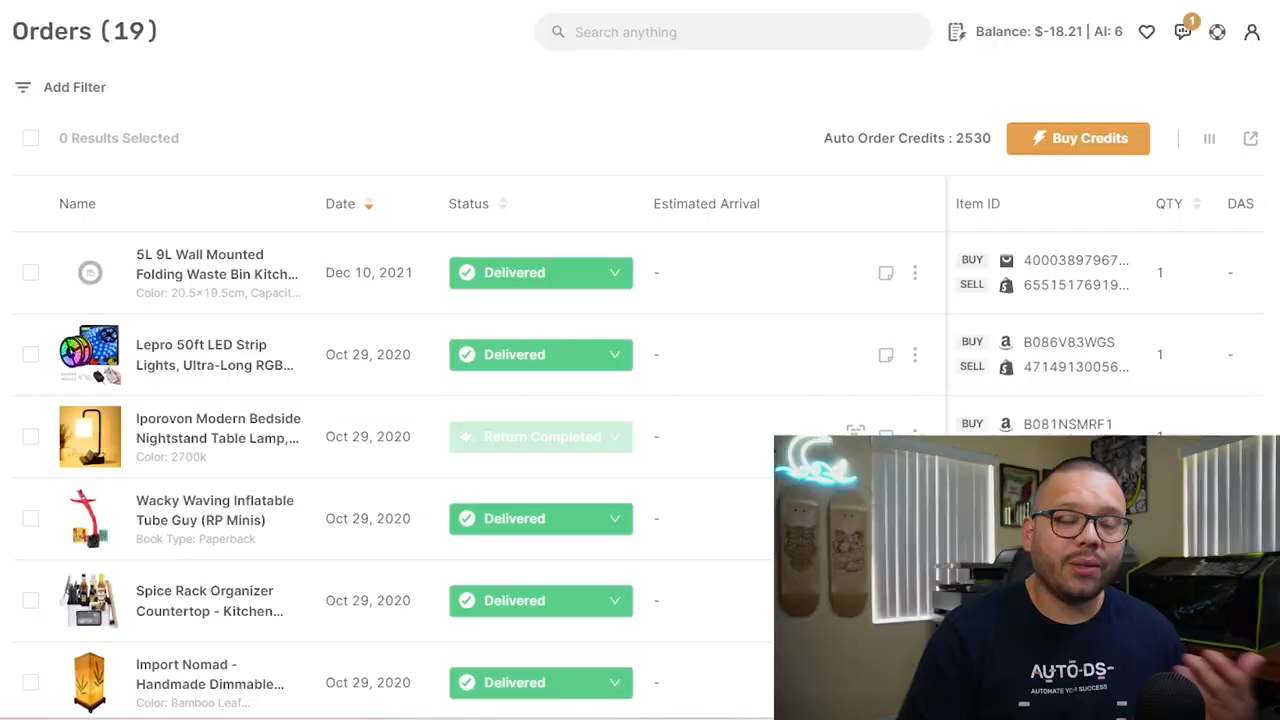 Orders (19)
Search anything
Balance: $-18.21 | AI: 6
1
Add Filter
0 Results Selected
Auto Order Credits : 2530
Buy Credits
Name
Date
Status
Estimated Arrival
Item ID
QTY
DAS
5L 9L Wall Mounted
Folding Waste Bin Kitch...
Color: 20.5×19.5cm, Capacit...
Dec 10, 2021
Delivered
-
BUY 40003897967...
SELL 65515176919...
1
-
Lepro 50ft LED Strip
Lights, Ultra-Long RGB...
Oct 29, 2020
Delivered
-
BUY B086V83WGS
SELL 47149130056...
1
-
Iporovon Modern Bedside
Nightstand Table Lamp,...
Color: 2700k
Oct 29, 2020
Return Completed
-
BUY B081NSMRF1
Wacky Waving Inflatable
Tube Guy (RP Minis)
Book Type: Paperback
Oct 29, 2020
Delivered
-
Spice Rack Organizer
Countertop - Kitchen...
Oct 29, 2020
Delivered
-
Import Nomad -
Handmade Dimmable...
Color: Bamboo Leaf...
Oct 29, 2020
Delivered
-
AUTO-DS-
AUTOMATE YOUR SUCCESS